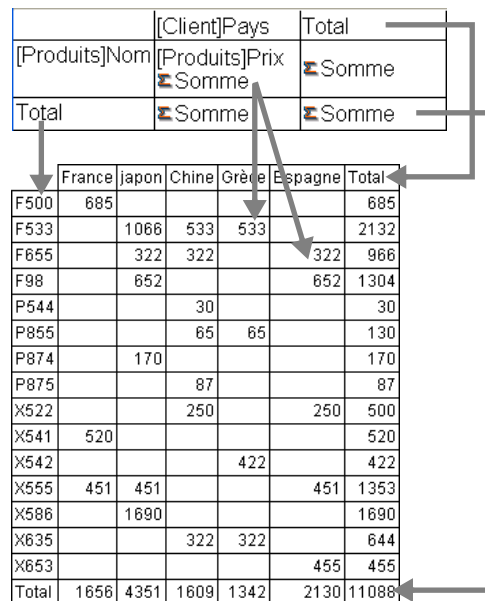 [Client]Pays Total
[Produits]Nom [Produits]Prix
Σ Somme Σ Somme
Total Σ Somme Σ Somme
France japon Chine Grèce Espagne Total
F500 685 685
F533 1066 533 533 2132
F655 322 322 322 966
F98 652 652 1304
P544 30 30
P855 65 65 130
P874 170 170
P875 87 87
X522 250 250 500
X541 520 520
X542 422 422
X555 451 451 451 1353
X586 1690 1690
X635 322 322 644
X653 455 455
Total 1656 4351 1609 1342 2130 11088